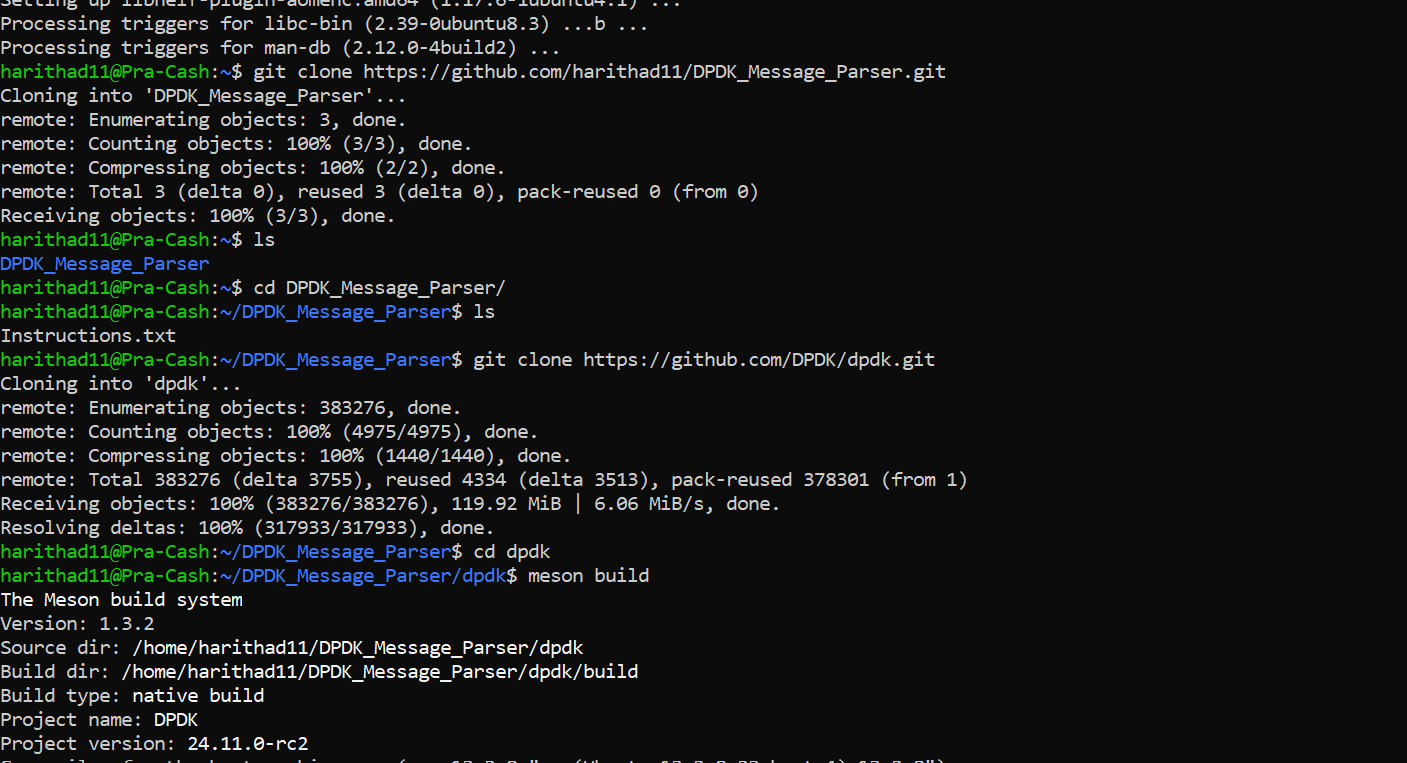 Setting up libheif-plugin-aomenc:amd64 (1.17.6-1ubuntu4.1) ...
Processing triggers for libc-bin (2.39-0ubuntu8.3) ...b ...
Processing triggers for man-db (2.12.0-4build2) ...
harithad11@Pra-Cash:~$ git clone https://github.com/harithad11/DPDK_Message_Parser.git
Cloning into 'DPDK_Message_Parser'...
remote: Enumerating objects: 3, done.
remote: Counting objects: 100% (3/3), done.
remote: Compressing objects: 100% (2/2), done.
remote: Total 3 (delta 0), reused 3 (delta 0), pack-reused 0 (from 0)
Receiving objects: 100% (3/3), done.
harithad11@Pra-Cash:~$ ls
DPDK_Message_Parser
harithad11@Pra-Cash:~$ cd DPDK_Message_Parser/
harithad11@Pra-Cash:~/DPDK_Message_Parser$ ls
Instructions.txt
harithad11@Pra-Cash:~/DPDK_Message_Parser$ git clone https://github.com/DPDK/dpdk.git
Cloning into 'dpdk'...
remote: Enumerating objects: 383276, done.
remote: Counting objects: 100% (4975/4975), done.
remote: Compressing objects: 100% (1440/1440), done.
remote: Total 383276 (delta 3755), reused 4334 (delta 3513), pack-reused 378301 (from 1)
Receiving objects: 100% (383276/383276), 119.92 MiB | 6.06 MiB/s, done.
Resolving deltas: 100% (317933/317933), done.
harithad11@Pra-Cash:~/DPDK_Message_Parser$ cd dpdk
harithad11@Pra-Cash:~/DPDK_Message_Parser/dpdk$ meson build
The Meson build system
Version: 1.3.2
Source dir: /home/harithad11/DPDK_Message_Parser/dpdk
Build dir: /home/harithad11/DPDK_Message_Parser/dpdk/build
Build type: native build
Project name: DPDK
Project version: 24.11.0-rc2